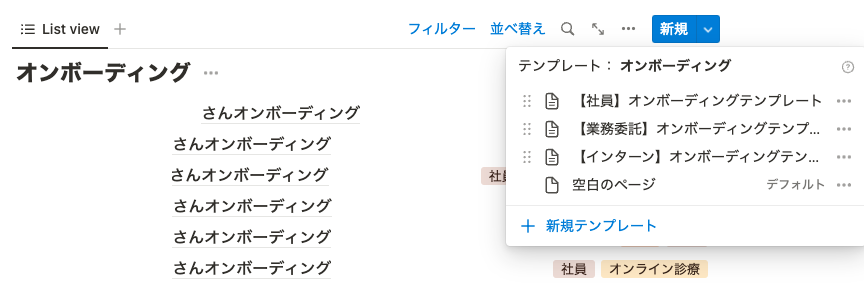 List view
フィルター 並べ替え 新規
オンボーディング
テンプレート： オンボーディング
【社員】オンボーディングテンプレート
【業務委託】オンボーディングテンプ...
【インターン】オンボーディングテン...
空白のページ デフォルト
新規テンプレート
さんオンボーディング
さんオンボーディング
さんオンボーディング 社員
さんオンボーディング
さんオンボーディング
さんオンボーディング 社員 オンライン診療